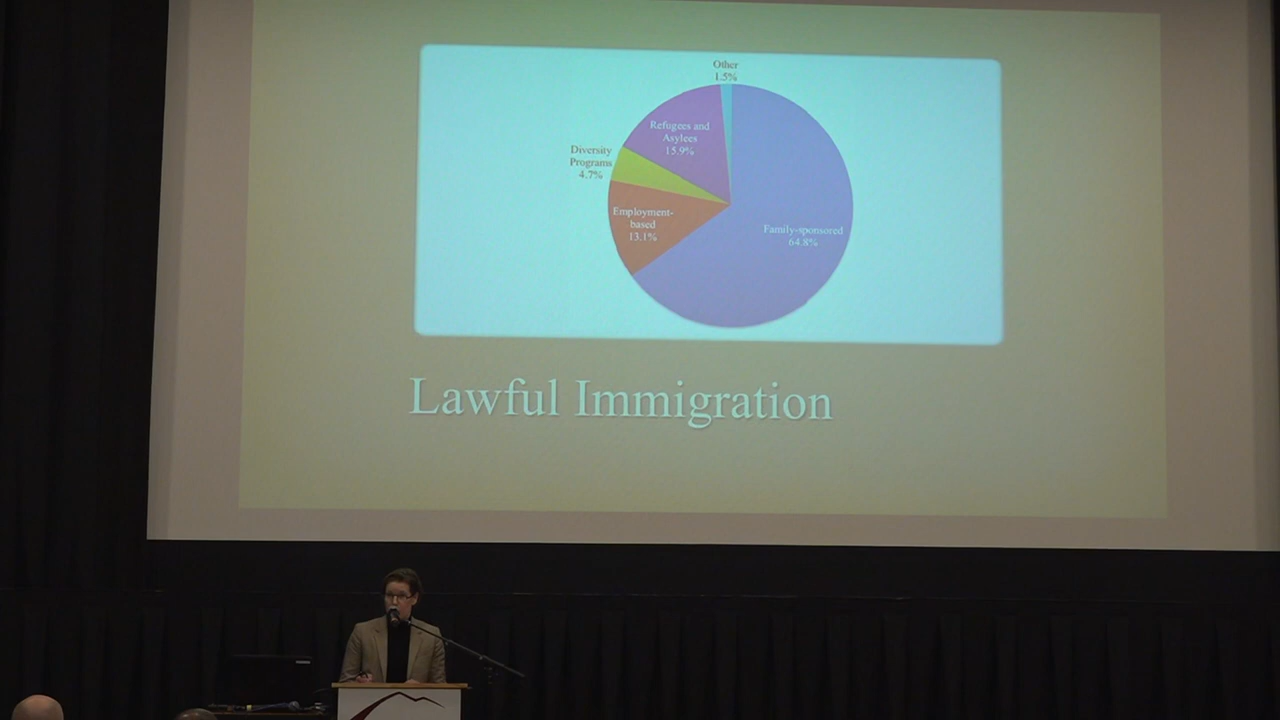 Other
1.5%
Refugees and
Asylees
15.9%
Diversity
Programs
4.7%
Employment-
based
13.1%
Family-sponsored
64.8%
Lawful Immigration